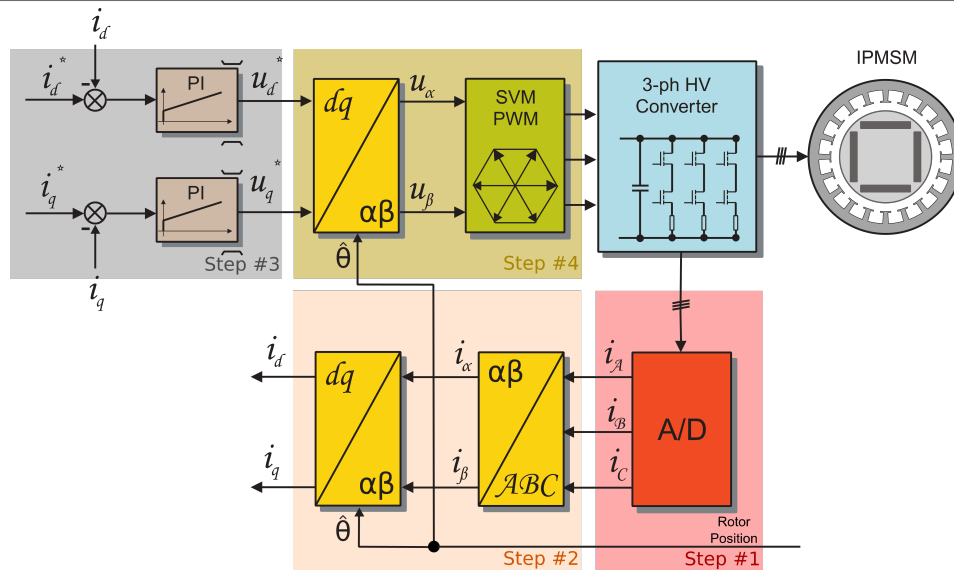 i_d
i_d*
PI
u_d*
i_q*
PI
u_q*
i_q
Step #3
dq
αβ
θ̂
u_α
u_β
SVM
PWM
Step #4
3-ph HV
Converter
IPMSM
i_d
i_q
dq
αβ
θ̂
i_α
i_β
αβ
ABC
Step #2
i_A
i_B
i_C
A/D
Rotor
Position
Step #1